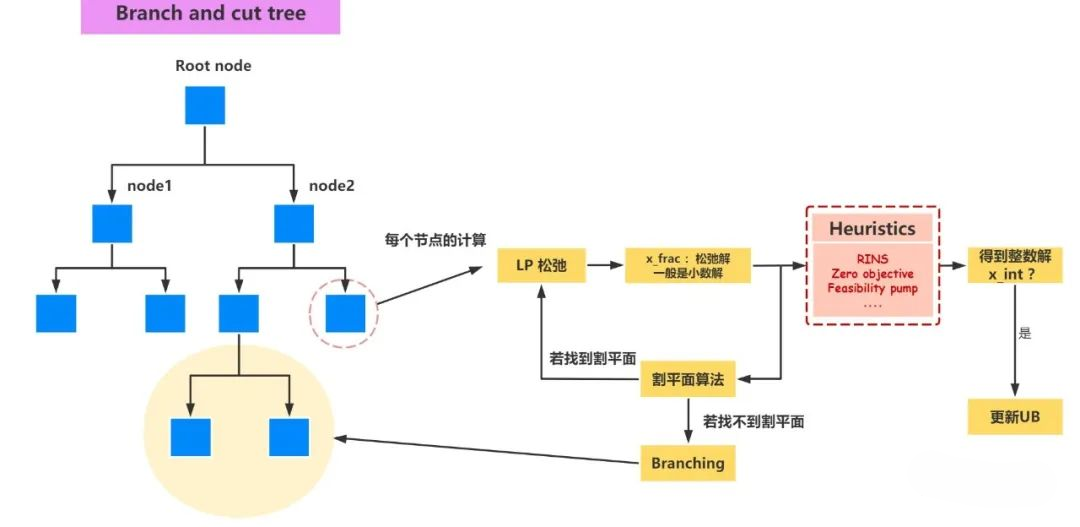 Branch and cut tree
Root node
node1
node2
每个节点的计算
LP 松弛
x_frac： 松弛解
一般是小数解
Heuristics
RINS
Zero objective
Feasibility pump
....
得到整数解
x_int ?
是
更新UB
若找到割平面
割平面算法
若找不到割平面
Branching